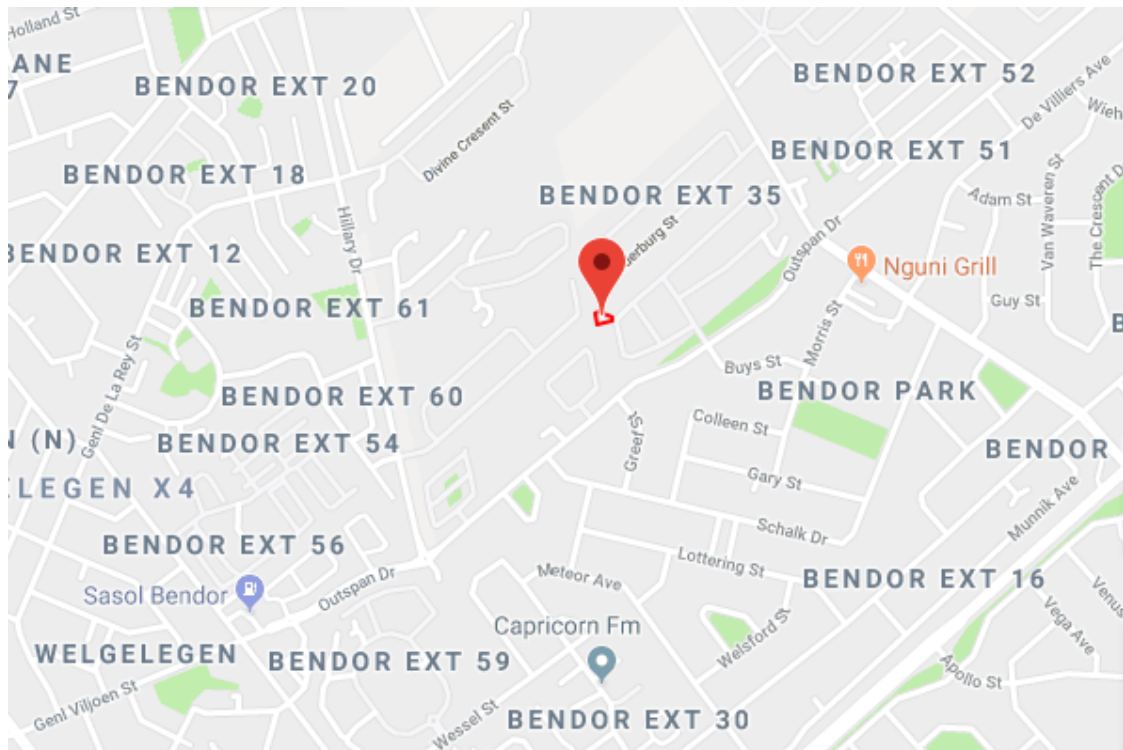 Holland St
ANE
7
BENDOR EXT 20
BENDOR EXT 52
De Villiers Ave
Divine Cresent St
BENDOR EXT 51
BENDOR EXT 18
BENDOR EXT 35
Adam St
Van Waveren St
The Crescent D
Hillary Dr
derburg St
Outspan Dr
BENDOR EXT 12
Nguni Grill
BENDOR EXT 61
Guy St
B
Morris St
Genl De La Rey St
Buys St
BENDOR EXT 60
BENDOR PARK
Colleen St
Greef St
N (N)
BENDOR EXT 54
BENDOR
Gary St
ELEGEN X4
Munnik Ave
Schalk Dr
BENDOR EXT 56
Lottering St
Outspan Dr
Meteor Ave
BENDOR EXT 16
Venus
Sasol Bendor
Vega Ave
Capricorn Fm
Welsford St
WELGELEGEN
BENDOR EXT 59
Apollo St
Genl Viljoen St
Wessel St
BENDOR EXT 30